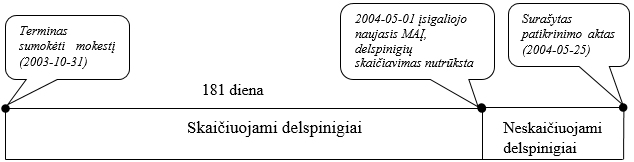 Terminas
sumokėti mokestį
(2003-10-31)
2004-05-01 įsigaliojo
naujasis MAĮ,
delspinigių
skaičiavimas nutrūksta
Surašytas
patikrinimo aktas
(2004-05-25)
181 diena
Skaičiuojami delspinigiai
Neskaičiuojami
delspinigiai